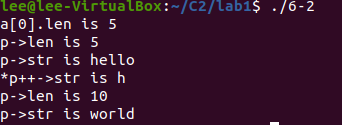 lee@lee-VirtualBox:~/C2/lab1$ ./6-2
a[0].len is 5
p->len is 5
p->str is hello
*p++->str is h
p->len is 10
p->str is world